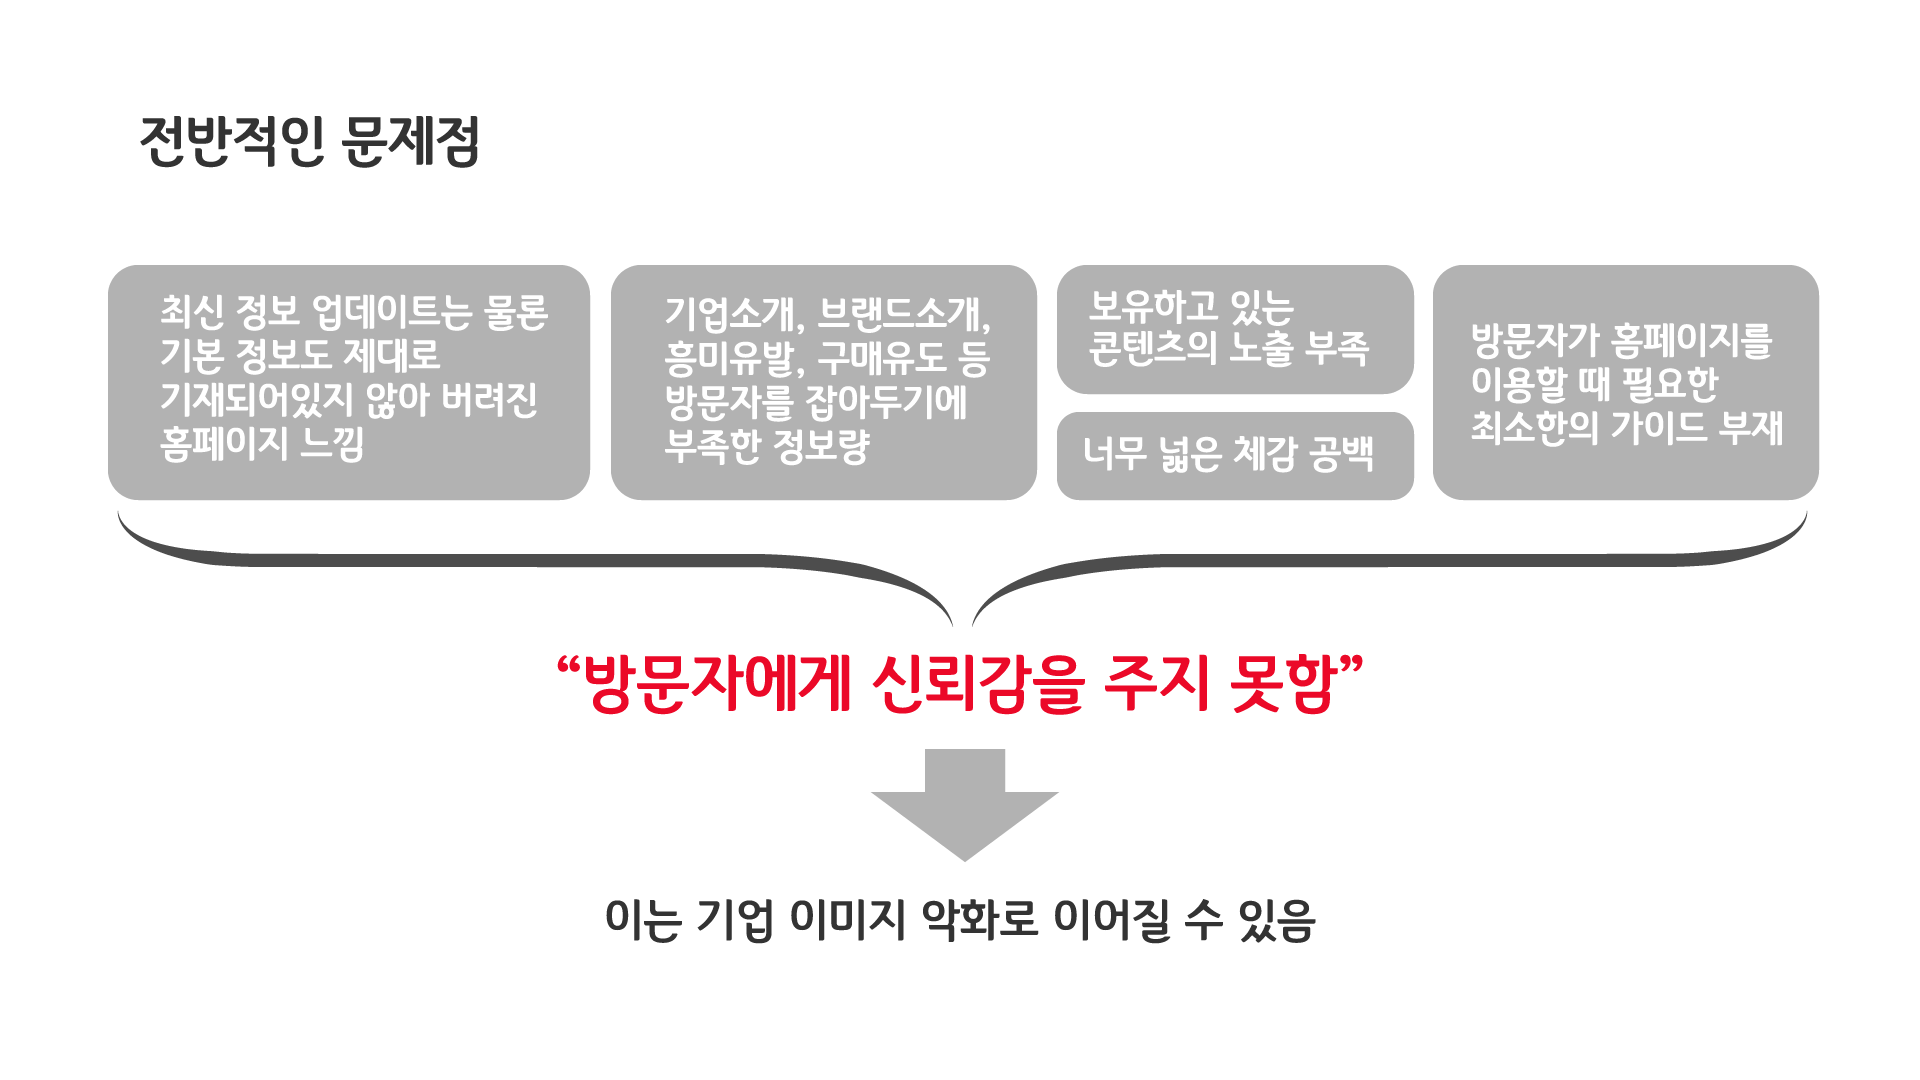 전반적인 문제점
최신 정보 업데이트는 물론
기본 정보도 제대로
기재되어있지 않아 버려진
홈페이지 느낌
기업소개, 브랜드소개,
흥미유발, 구매유도 등
방문자를 잡아두기에
부족한 정보량
보유하고 있는
콘텐츠의 노출 부족
너무 넓은 체감 공백
방문자가 홈페이지를
이용할 때 필요한
최소한의 가이드 부재
“방문자에게 신뢰감을 주지 못함”
이는 기업 이미지 악화로 이어질 수 있음